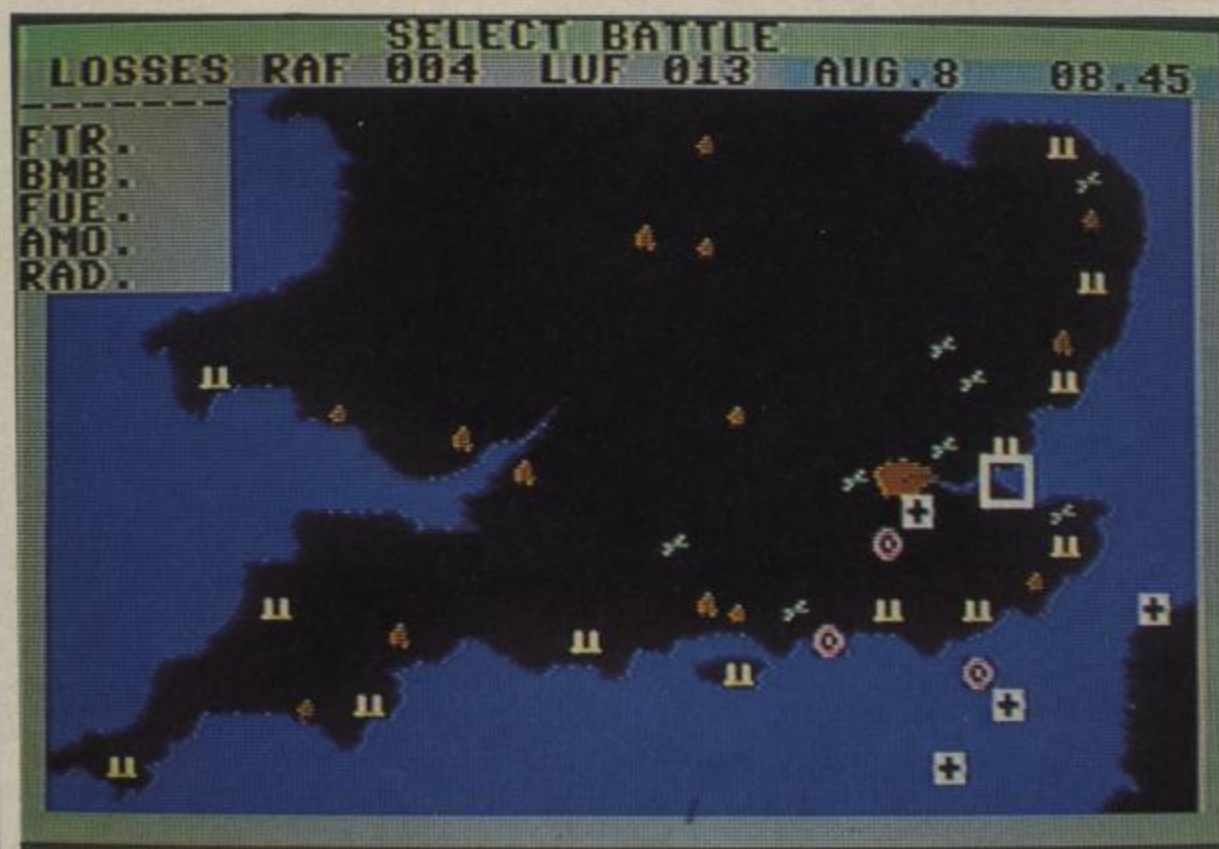 SELECT BATTLE
LOSSES RAF 004 LUF 013 AUG.8 08.45
FTR.
BMB.
FUE.
AMO.
RAD.